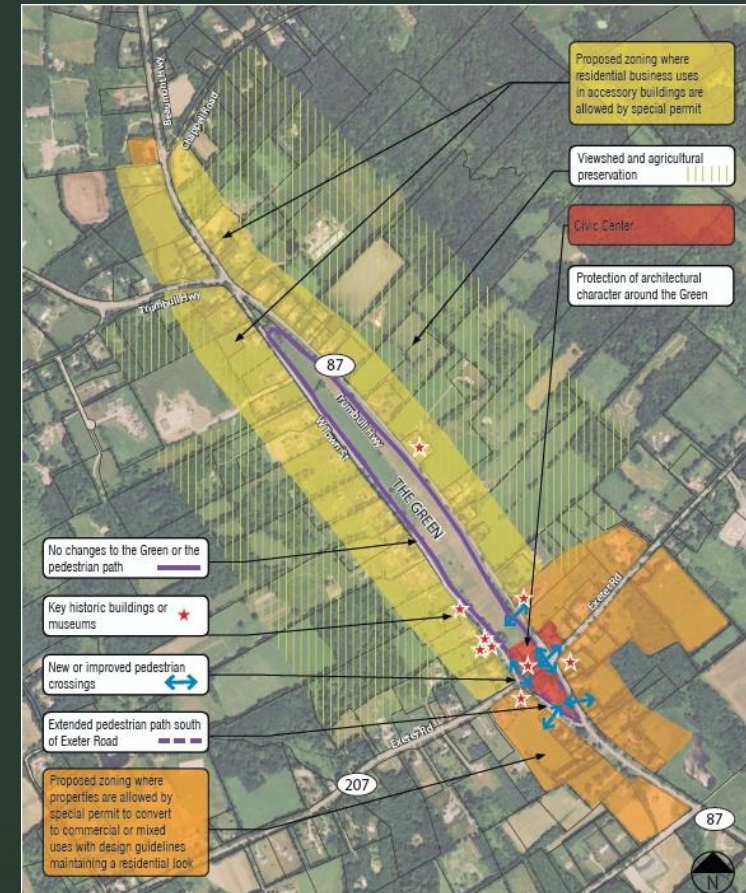 Beaumont Hwy
Chappel Road
Proposed zoning where
residential business uses
in accessory buildings are
allowed by special permit
Viewshed and agricultural
preservation
Civic Center
Protection of architectural
character around the Green
Trumbull Hwy
87
Trumbull Hwy
W Town St
THE GREEN
No changes to the Green or the
pedestrian path
Key historic buildings or
museums
New or improved pedestrian
crossings
Extended pedestrian path south
of Exeter Road
Proposed zoning where
properties are allowed by
special permit to convert
to commercial or mixed
uses with design guidelines
maintaining a residential look
Exeter Rd
Exeter Rd
207
87
N